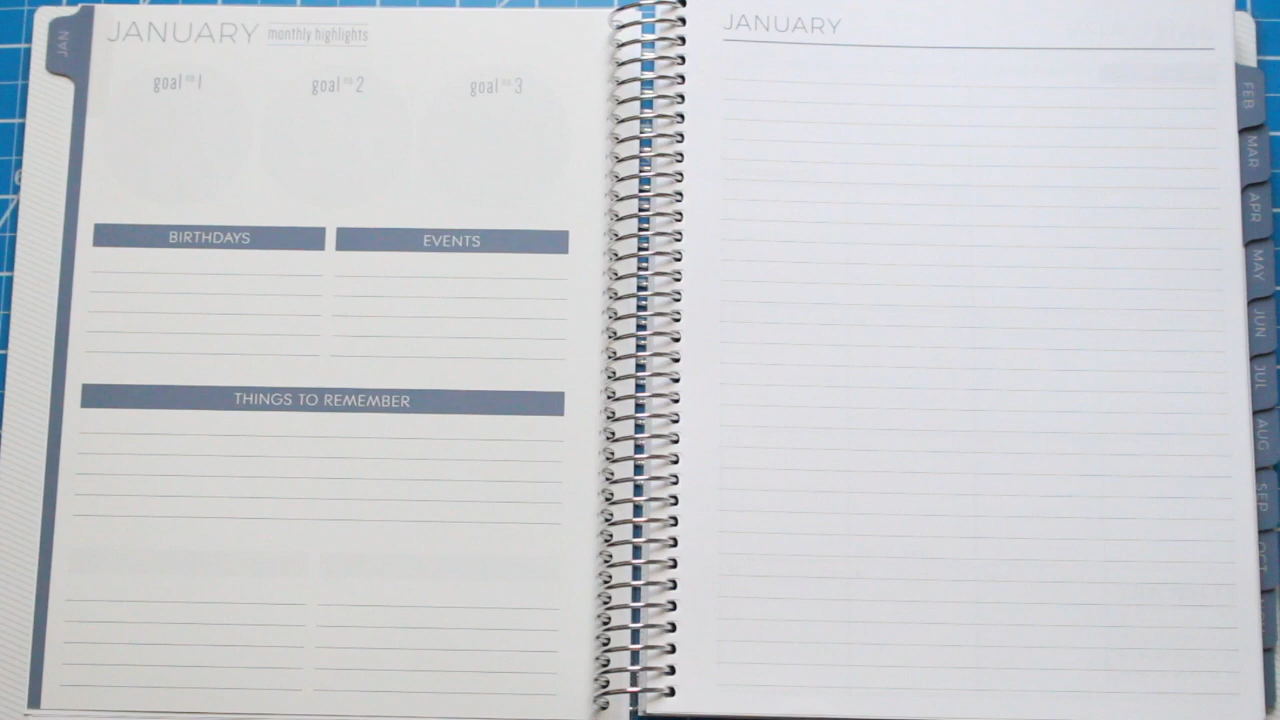 JAN
JANUARY monthly highlights
goal no. 1
goal no. 2
goal no. 3
BIRTHDAYS
EVENTS
THINGS TO REMEMBER
JANUARY
FEB
MAR
APR
MAY
JUN
JUL
AUG
SEP
OCT